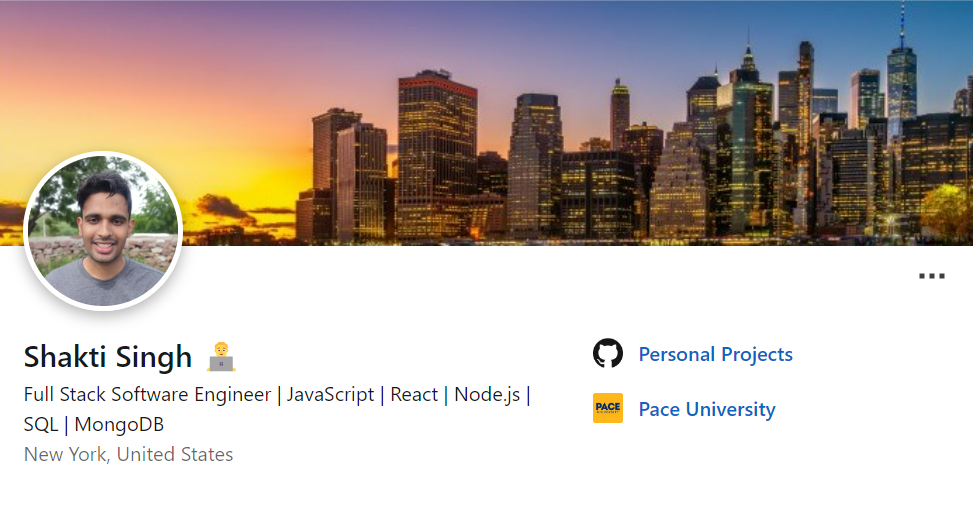 Shakti Singh
Full Stack Software Engineer | JavaScript | React | Node.js |
SQL | MongoDB
New York, United States
Personal Projects
PACE
Pace University